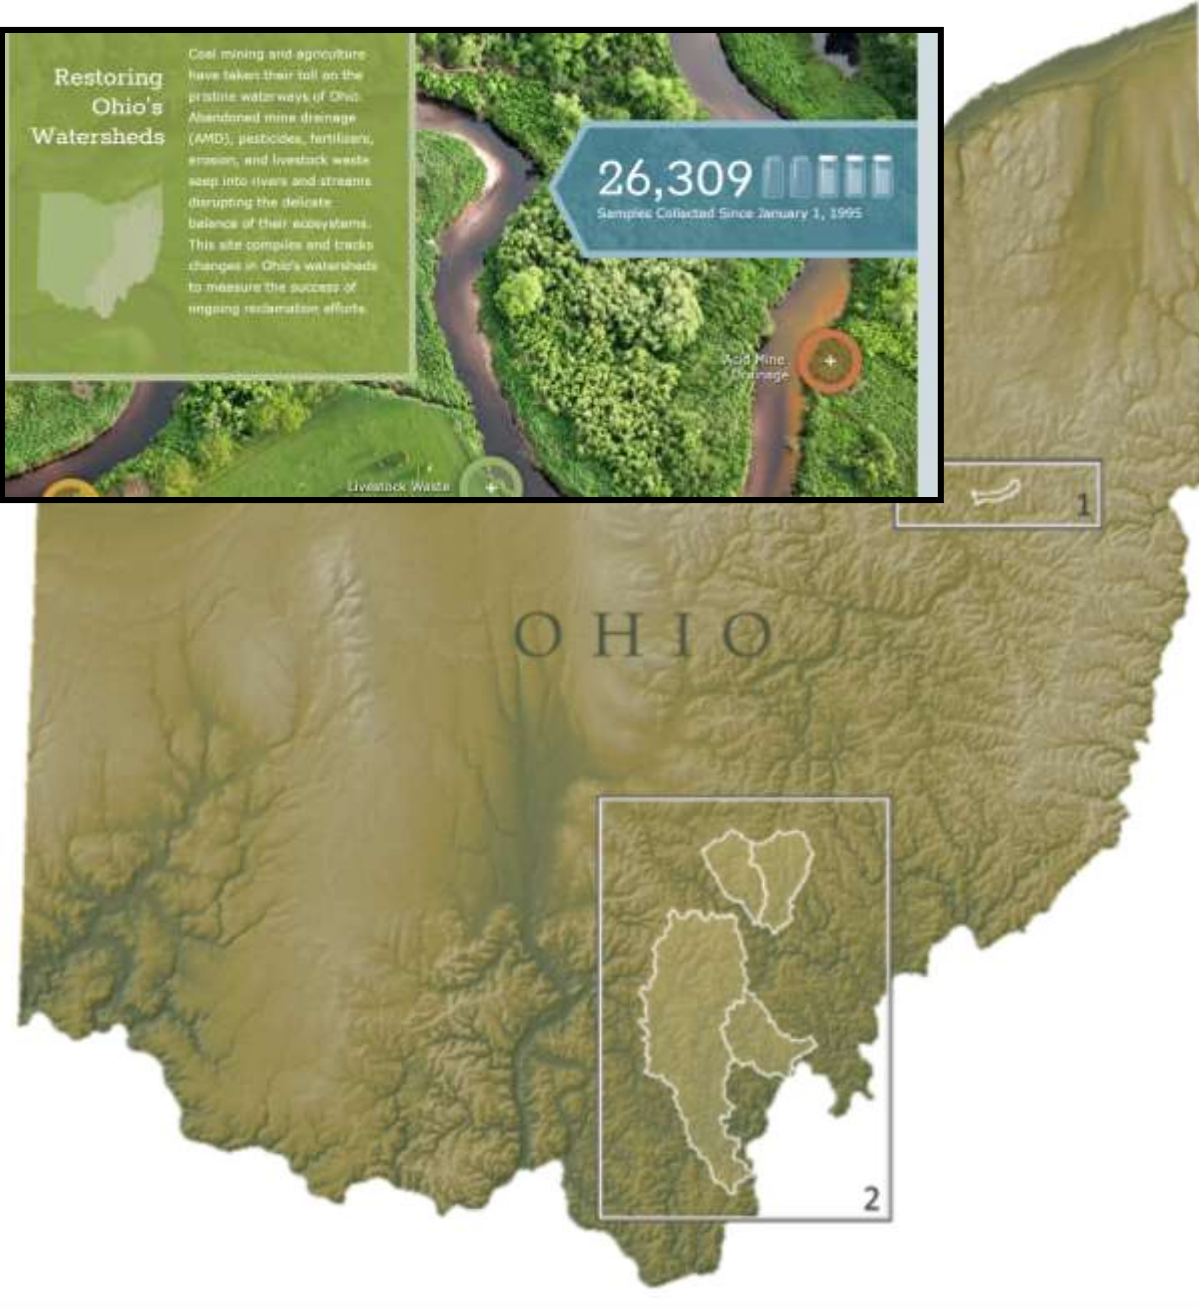 Restoring
Ohio's
Watersheds
Coal mining and agriculture
have taken their toll on the
pristine waterways of Ohio.
Abandoned mine drainage
(AMD), pesticides, fertilizers,
erosion, and livestock waste
seep into rivers and streams
disrupting the delicate
balance of their ecosystems.
This site compiles and tracks
changes in Ohio's watersheds
to measure the success of
ongoing reclamation efforts.
26,309
Samples Collected Since January 1, 1995
Acid Mine
Drainage
Livestock Waste
1
OHIO
2